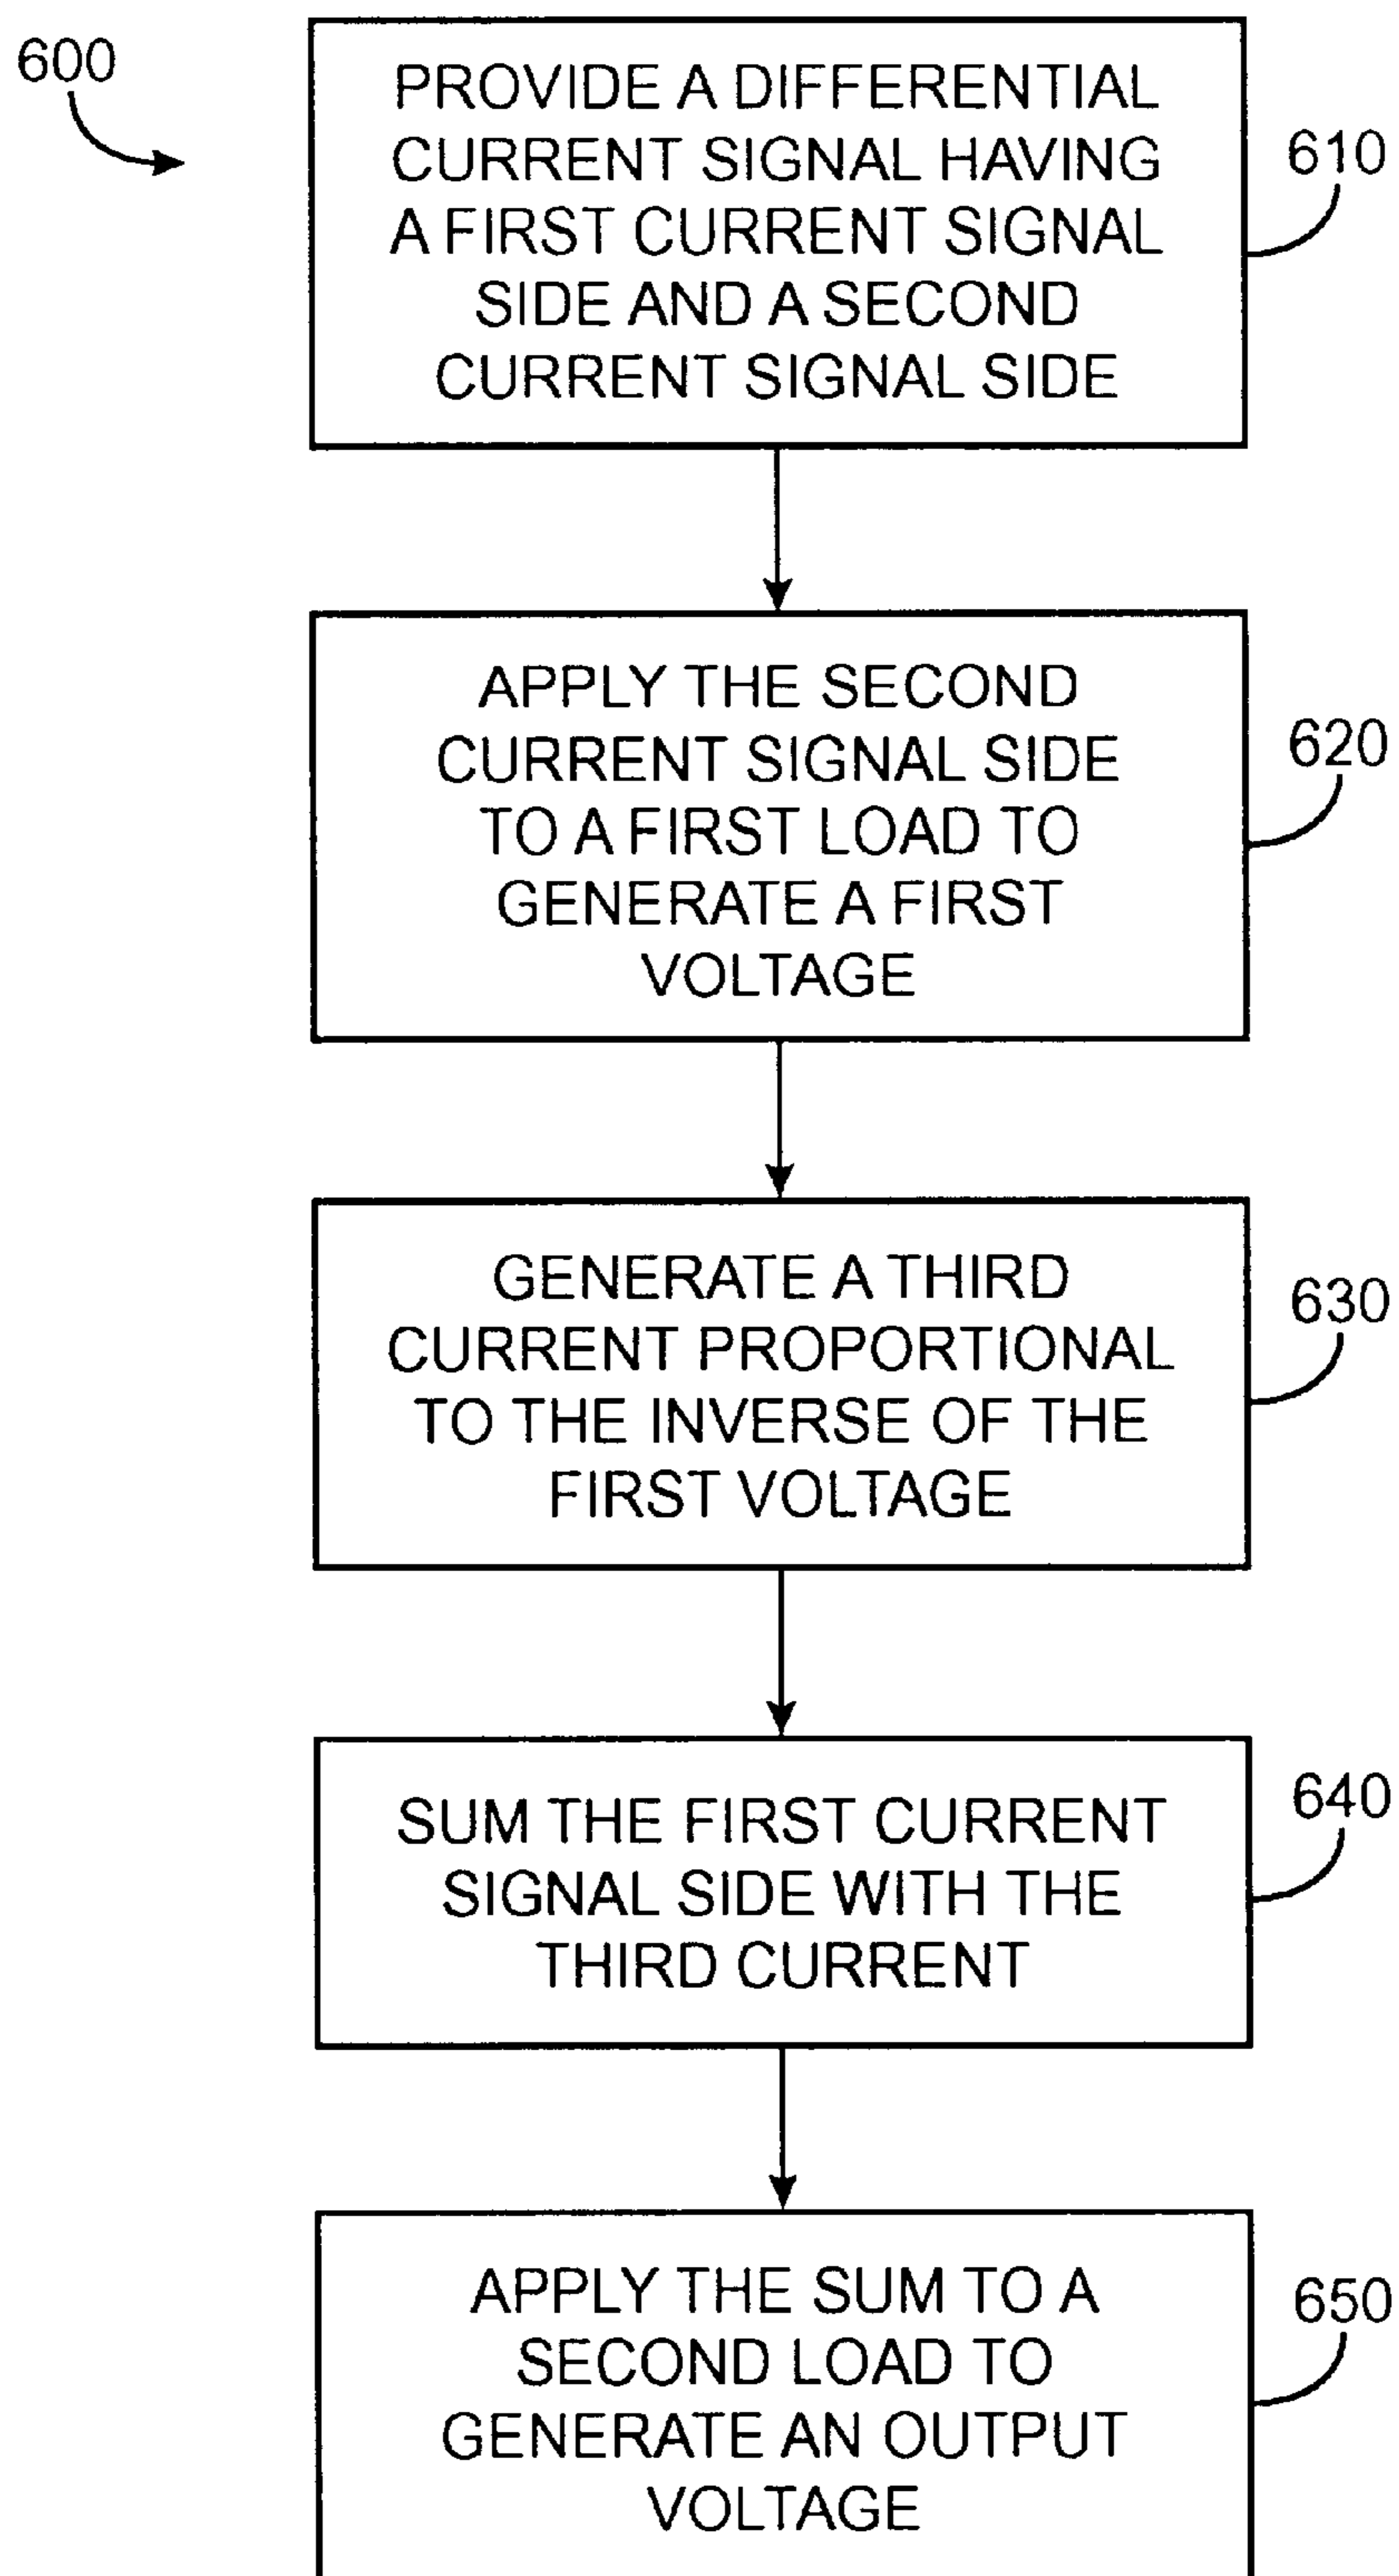 600
PROVIDE A DIFFERENTIAL
CURRENT SIGNAL HAVING
A FIRST CURRENT SIGNAL
SIDE AND A SECOND
CURRENT SIGNAL SIDE
610
APPLY THE SECOND
CURRENT SIGNAL SIDE
TO A FIRST LOAD TO
GENERATE A FIRST
VOLTAGE
620
GENERATE A THIRD
CURRENT PROPORTIONAL
TO THE INVERSE OF THE
FIRST VOLTAGE
630
SUM THE FIRST CURRENT
SIGNAL SIDE WITH THE
THIRD CURRENT
640
APPLY THE SUM TO A
SECOND LOAD TO
GENERATE AN OUTPUT
VOLTAGE
650